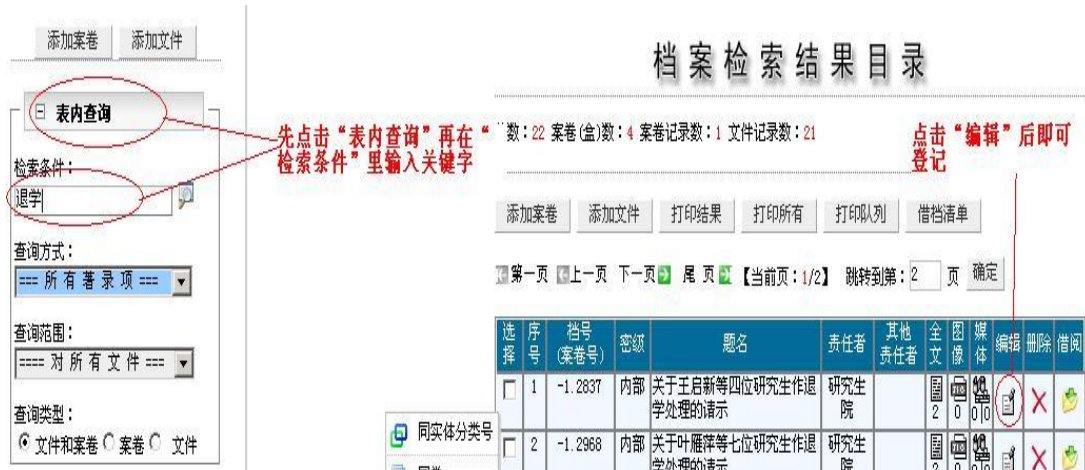 添加案卷 添加文件
表内查询
检索条件：
退学
查询方式：
=== 所 有 著 录 项 ===
查询范围：
==== 对 所 有 文 件 ===
查询类型：
文件和案卷 案卷 文件
先点击“表内查询”再在“
检索条件”里输入关键字
同实体分类号
档案检索结果目录
数：22 案卷(盒)数：4 案卷记录数：1 文件记录数：21
点击“编辑”后即可
登记
添加案卷 添加文件 打印结果 打印所有 打印队列 借档清单
第一页 上一页 下一页 尾 页 【当前页：1/2】 跳转到第：2 页 确定
选择 序号 档号(案卷号) 密级 题名 责任者 其他责任者 全文 图像 媒体 编辑 删除 借阅
1 -1.2837 内部 关于王启新等四位研究生作退 研究生
学处理的请示 院 2 0 0|0
2 -1.2968 内部 关于叶雁萍等七位研究生作退 研究生
学处理的请示 院